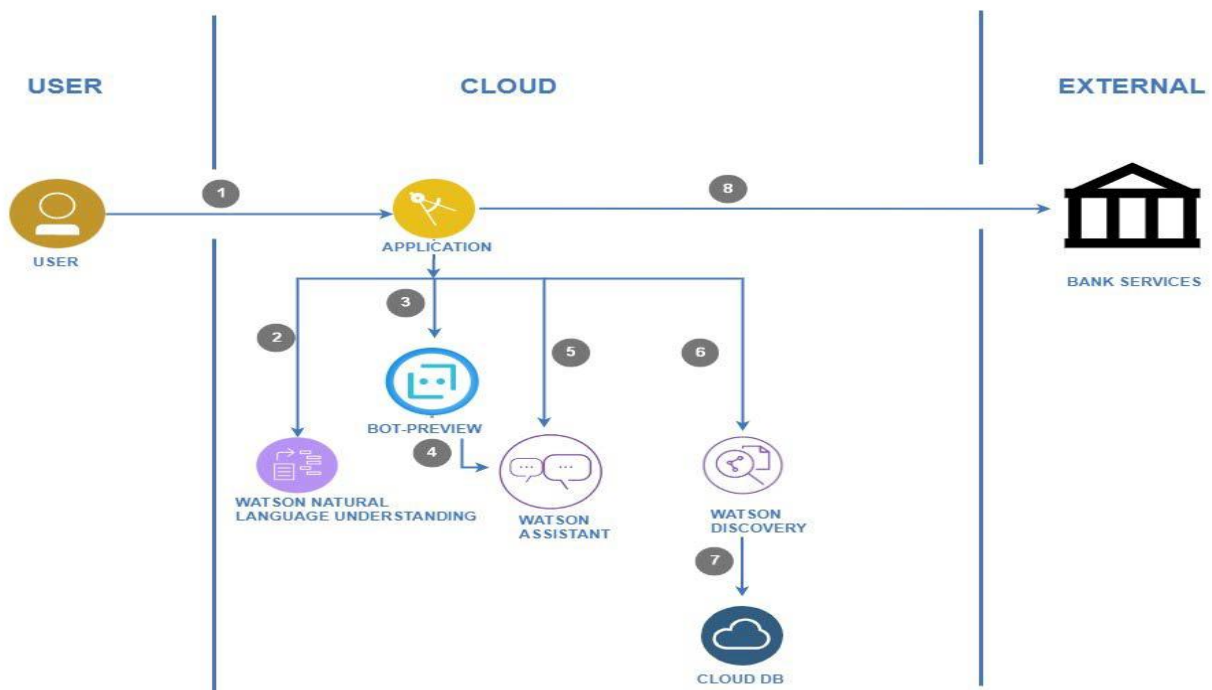 USER
CLOUD
EXTERNAL
1
8
USER
APPLICATION
BANK SERVICES
2
3
5
6
BOT-PREVIEW
4
WATSON NATURAL
LANGUAGE UNDERSTANDING
WATSON
ASSISTANT
WATSON
DISCOVERY
7
CLOUD DB